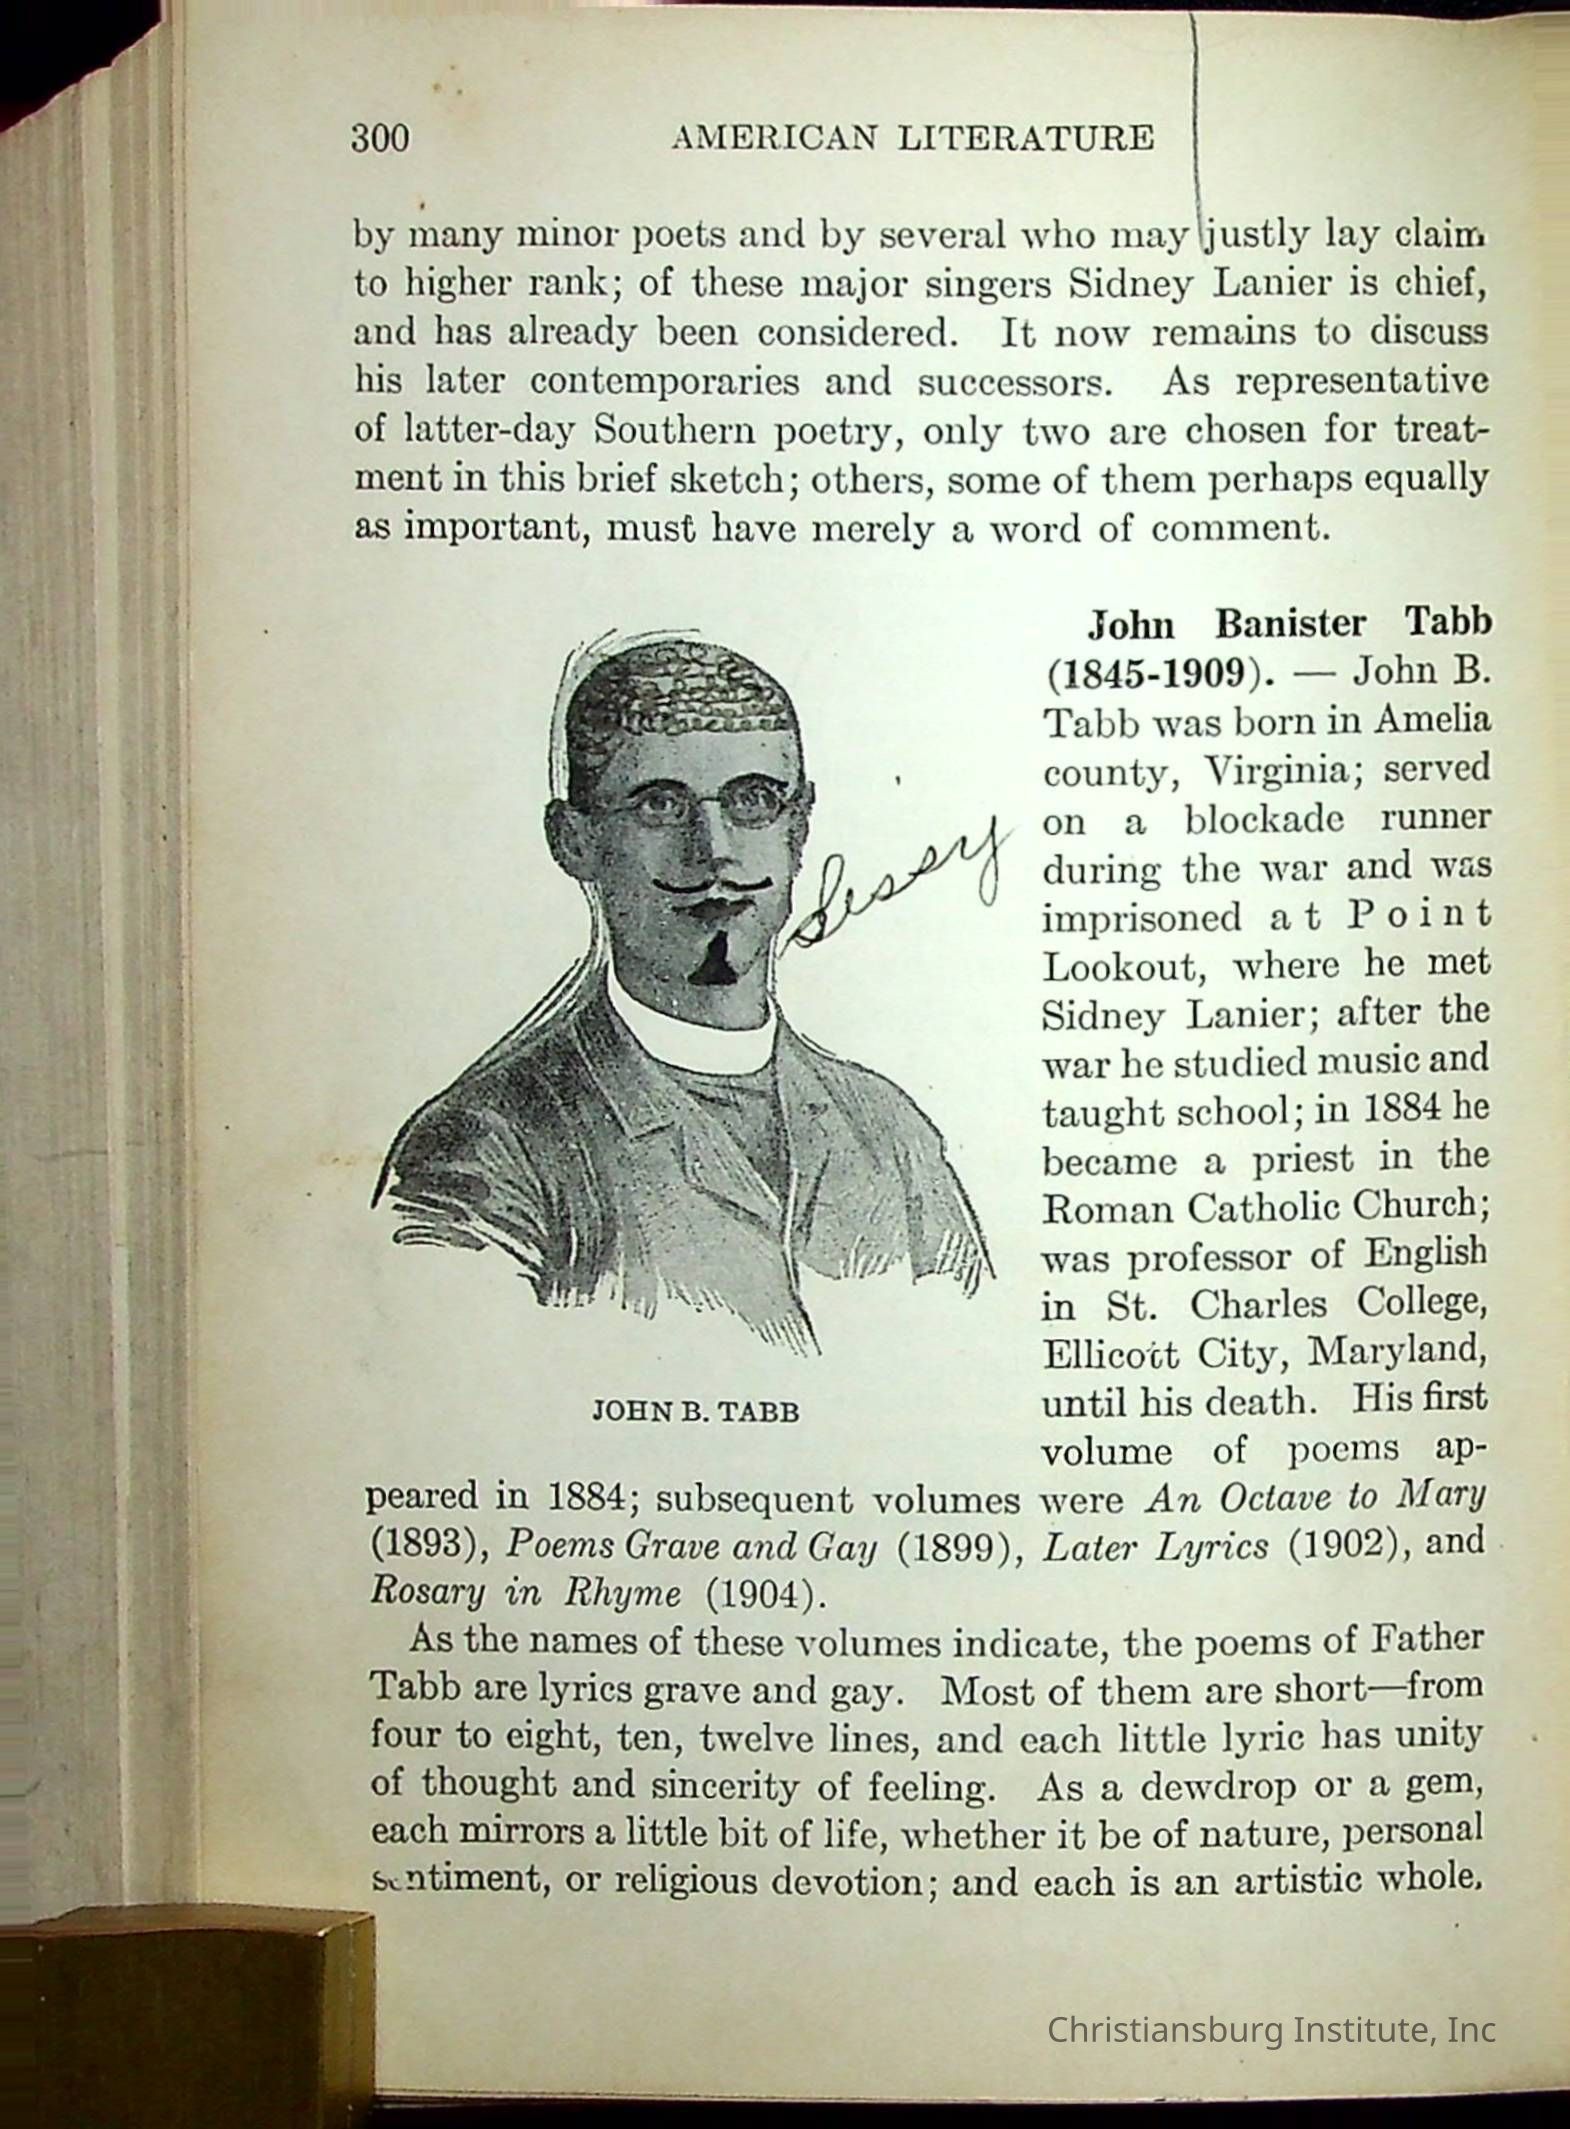 300 AMERICAN LITERATURE
by many minor poets and by several who may justly lay claim
to higher rank; of these major singers Sidney Lanier is chief,
and has already been considered. It now remains to discuss
his later contemporaries and successors. As representative
of latter-day Southern poetry, only two are chosen for treat-
ment in this brief sketch; others, some of them perhaps equally
as important, must have merely a word of comment.
John Banister Tabb
(1845-1909). — John B.
Tabb was born in Amelia
county, Virginia; served
on a blockade runner
during the war and was
imprisoned at Point
Lookout, where he met
Sidney Lanier; after the
war he studied music and
taught school; in 1884 he
became a priest in the
Roman Catholic Church;
was professor of English
in St. Charles College,
Ellicott City, Maryland,
until his death. His first
volume of poems ap-
JOHN B. TABB
peared in 1884; subsequent volumes were An Octave to Mary
(1893), Poems Grave and Gay (1899), Later Lyrics (1902), and
Rosary in Rhyme (1904).
As the names of these volumes indicate, the poems of Father
Tabb are lyrics grave and gay. Most of them are short—from
four to eight, ten, twelve lines, and each little lyric has unity
of thought and sincerity of feeling. As a dewdrop or a gem,
each mirrors a little bit of life, whether it be of nature, personal
sentiment, or religious devotion; and each is an artistic whole.
Christiansburg Institute, Inc